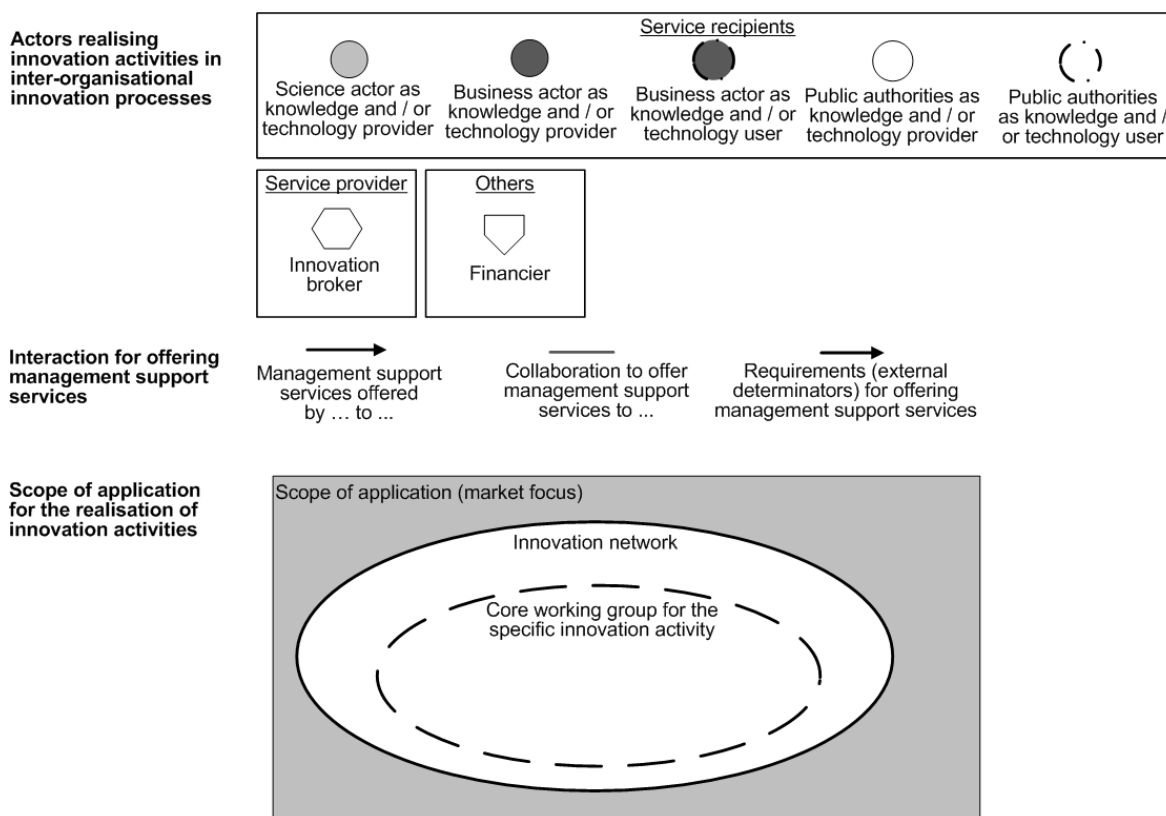 Actors realising
innovation activities in
inter-organisational
innovation processes
Service recipients
Science actor as
knowledge and / or
technology provider
Business actor as
knowledge and / or
technology provider
Business actor as
knowledge and / or
technology user
Public authorities as
knowledge and / or
technology provider
Public authorities
as knowledge and /
or technology user
Service provider
Innovation
broker
Others
Financier
Interaction for offering
management support
services
Management support
services offered
by … to ...
Collaboration to offer
management support
services to ...
Requirements (external
determinators) for offering
management support services
Scope of application
for the realisation of
innovation activities
Scope of application (market focus)
Innovation network
Core working group for the
specific innovation activity